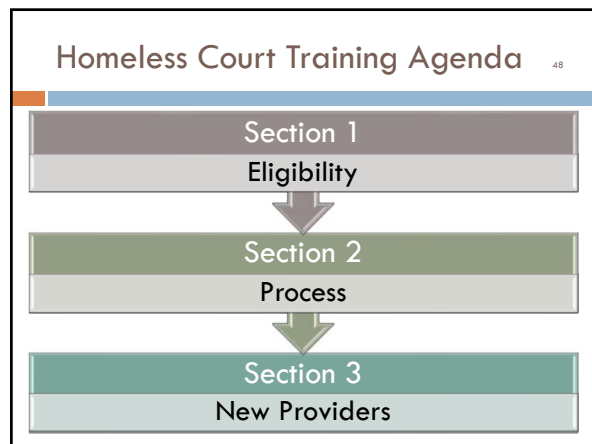 Homeless Court Training Agenda 48
Section 1
Eligibility
Section 2
Process
Section 3
New Providers